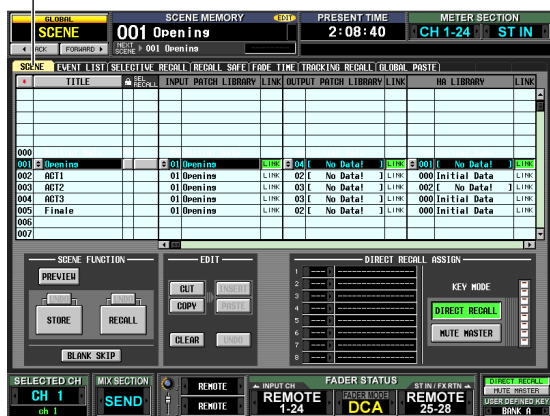 GLOBAL
SCENE
SCENE MEMORY
EDIT
001 Opening
PRESENT TIME
2:08:40
METER SECTION
CH 1-24
ST IN
FORWARD
NEXT SCENE 001 Opening
SCENE EVENT LIST SELECTIVE RECALL RECALL SAFE FADE TIME TRACKING RECALL GLOBAL PASTE
TITLE SEL RECALL INPUT PATCH LIBRARY LINK OUTPUT PATCH LIBRARY LINK HA LIBRARY LINK
000
001 Opening 01 Opening LINK 04 [ No Data! ] LINK 001 [ No Data! ] LINK
002 ACT1 01 Opening LINK 02 [ No Data! ] LINK 000 Initial Data LINK
003 ACT2 01 Opening LINK 03 [ No Data! ] LINK 002 [ No Data! ] LINK
004 ACT3 01 Opening LINK 03 [ No Data! ] LINK 000 Initial Data LINK
005 Finale 01 Opening LINK 02 [ No Data! ] LINK 000 Initial Data LINK
006
007
SCENE FUNCTION
PREVIEW
UNDO UNDO
STORE RECALL
BLANK SKIP
EDIT
CUT INSERT
COPY PASTE
CLEAR UNDO
DIRECT RECALL ASSIGN
1 ---
2 ---
3 ---
4 ---
5 ---
6 ---
7 ---
8 ---
KEY MODE
DIRECT RECALL
MUTE MASTER
SELECTED CH
CH 1
ch 1
MIX SECTION
SEND
REMOTE
REMOTE
FADER STATUS
INPUT CH
REMOTE
1-24
FADER MODE
DCA
ST IN / FX RTN
REMOTE
25-28
DIRECT RECALL
MUTE MASTER
USER DEFINED KEY
BANK A